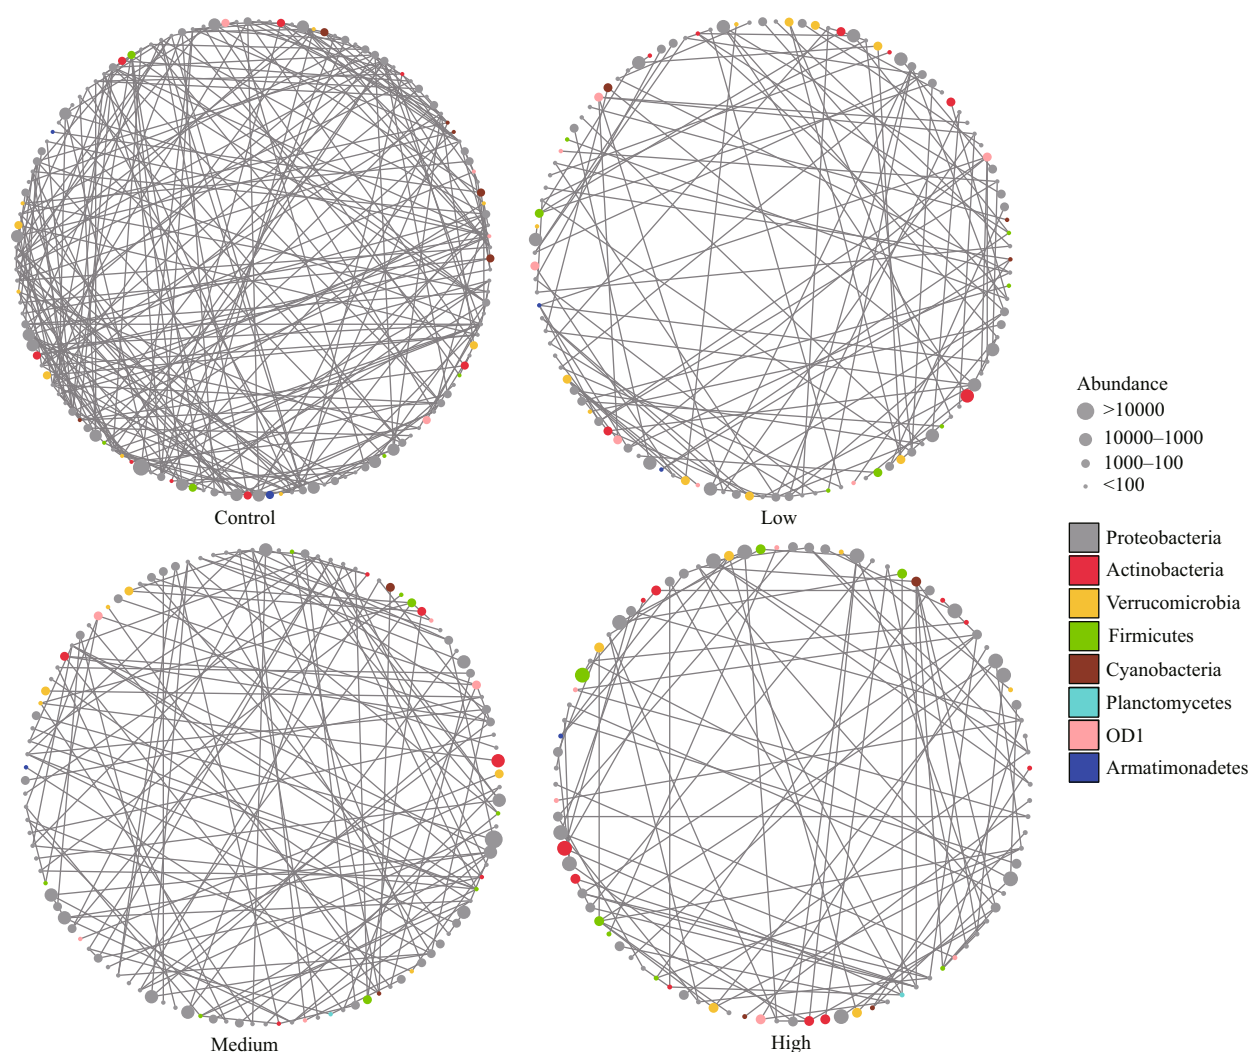 Control
Low
Abundance
>10000
10000–1000
1000–100
<100
Proteobacteria
Actinobacteria
Verrucomicrobia
Firmicutes
Cyanobacteria
Planctomycetes
OD1
Armatimonadetes
Medium
High